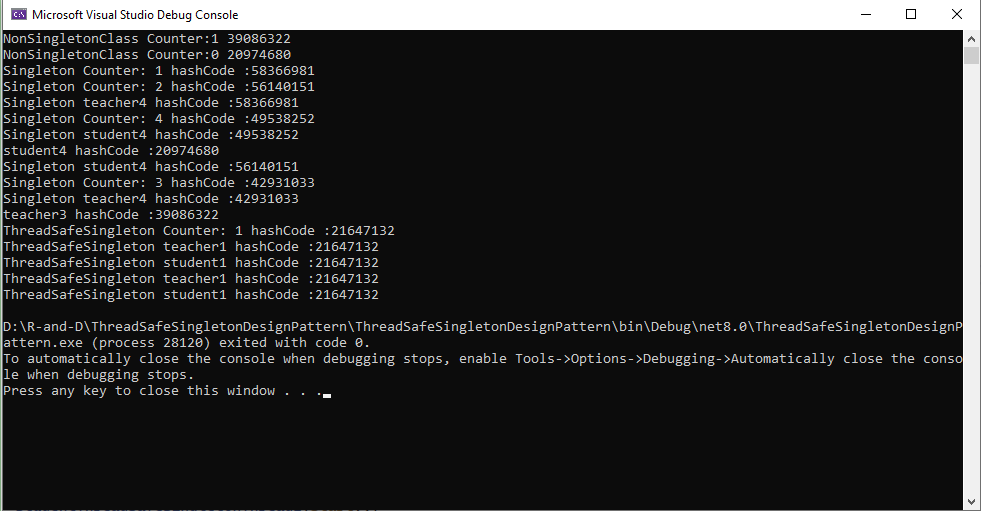 Microsoft Visual Studio Debug Console
NonSingletonClass Counter:1 39086322
NonSingletonClass Counter:0 20974680
Singleton Counter: 1 hashCode :58366981
Singleton Counter: 2 hashCode :56140151
Singleton teacher4 hashCode :58366981
Singleton Counter: 4 hashCode :49538252
Singleton student4 hashCode :49538252
student4 hashCode :20974680
Singleton student4 hashCode :56140151
Singleton Counter: 3 hashCode :42931033
Singleton teacher4 hashCode :42931033
teacher3 hashCode :39086322
ThreadSafeSingleton Counter: 1 hashCode :21647132
ThreadSafeSingleton teacher1 hashCode :21647132
ThreadSafeSingleton student1 hashCode :21647132
ThreadSafeSingleton teacher1 hashCode :21647132
ThreadSafeSingleton student1 hashCode :21647132
D:\R-and-D\ThreadSafeSingletonDesignPattern\ThreadSafeSingletonDesignPattern\bin\Debug\net8.0\ThreadSafeSingletonDesignP
attern.exe (process 28120) exited with code 0.
To automatically close the console when debugging stops, enable Tools->Options->Debugging->Automatically close the conso
le when debugging stops.
Press any key to close this window . . .